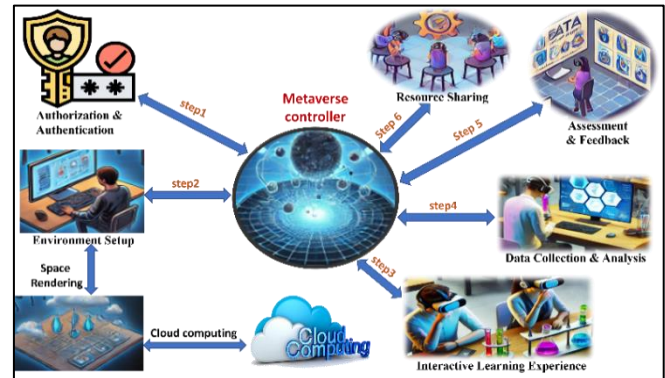 Authorization &
Authentication
step1
Metaverse
controller
Step 6
Resource Sharing
Step 5
DATA
Assessment
& Feedback
step2
Environment Setup
step4
Data Collection & Analysis
Space
Rendering
step3
Cloud computing
Cloud
Computing
Interactive Learning Experience